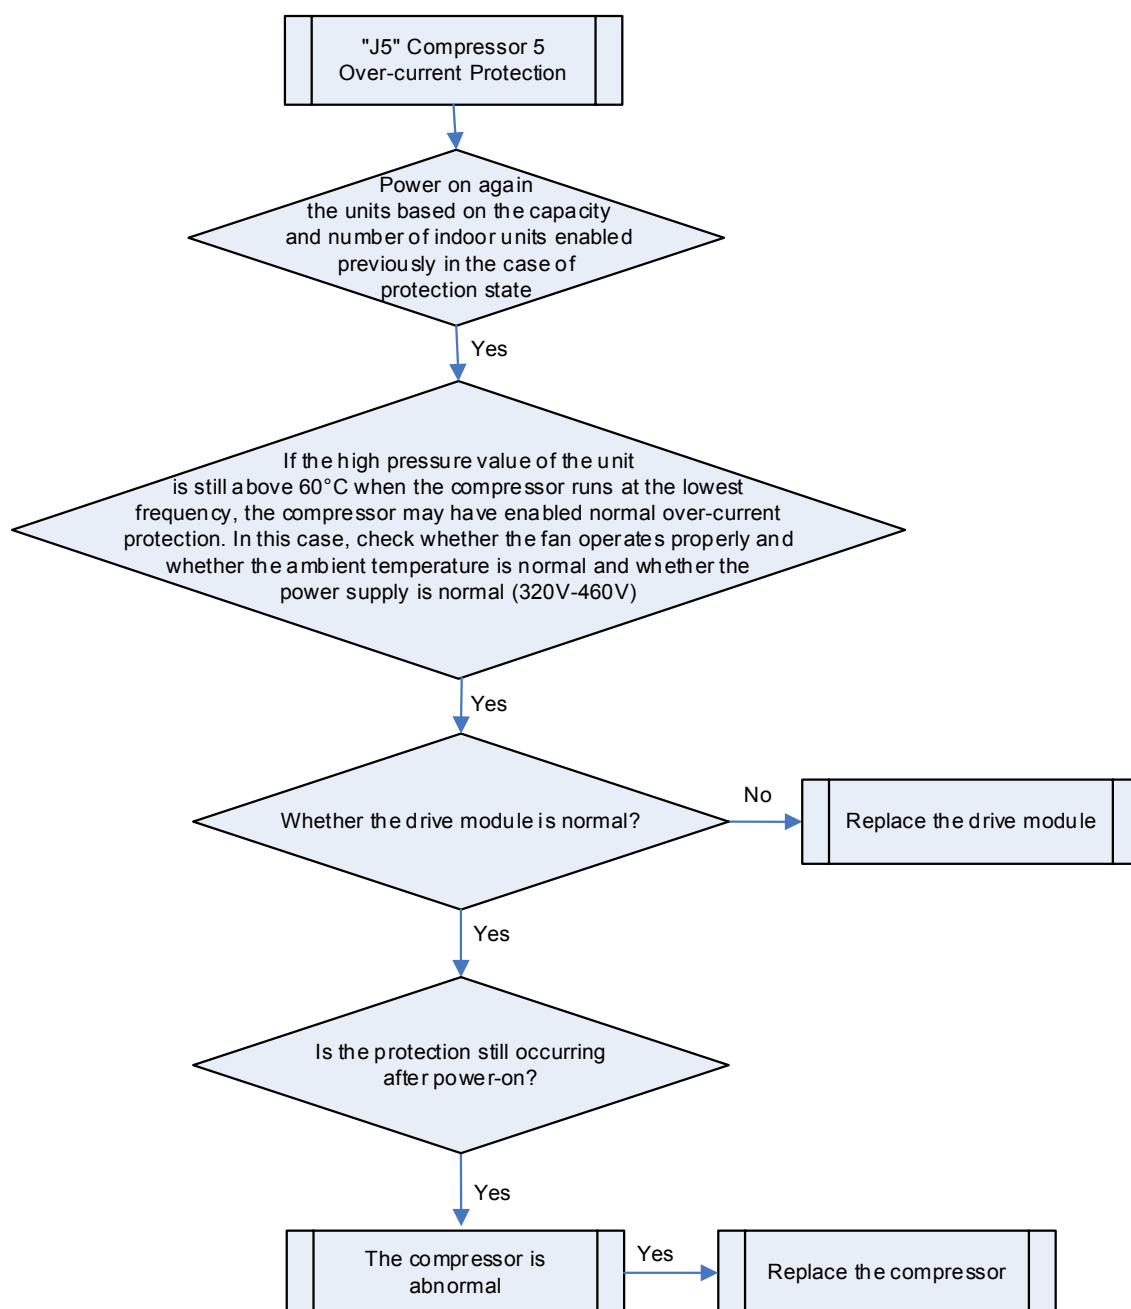 "J5" Compressor 5
Over-current Protection
Power on again
the units based on the capacity
and number of indoor units enabled
previously in the case of
protection state
Yes
If the high pressure value of the unit
is still above 60°C when the compressor runs at the lowest
frequency, the compressor may have enabled normal over-current
protection. In this case, check whether the fan operates properly and
whether the ambient temperature is normal and whether the
power supply is normal (320V-460V)
Yes
Whether the drive module is normal?
No
Replace the drive module
Yes
Is the protection still occurring
after power-on?
Yes
The compressor is
abnormal
Yes
Replace the compressor